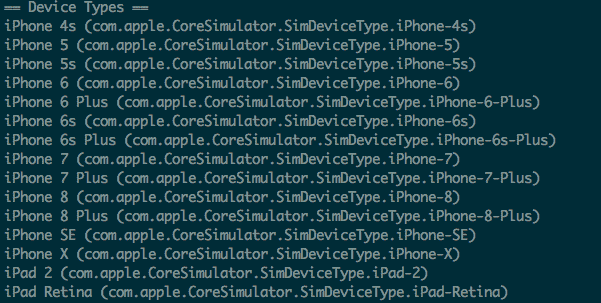 == Device Types ==
iPhone 4s (com.apple.CoreSimulator.SimDeviceType.iPhone-4s)
iPhone 5 (com.apple.CoreSimulator.SimDeviceType.iPhone-5)
iPhone 5s (com.apple.CoreSimulator.SimDeviceType.iPhone-5s)
iPhone 6 (com.apple.CoreSimulator.SimDeviceType.iPhone-6)
iPhone 6 Plus (com.apple.CoreSimulator.SimDeviceType.iPhone-6-Plus)
iPhone 6s (com.apple.CoreSimulator.SimDeviceType.iPhone-6s)
iPhone 6s Plus (com.apple.CoreSimulator.SimDeviceType.iPhone-6s-Plus)
iPhone 7 (com.apple.CoreSimulator.SimDeviceType.iPhone-7)
iPhone 7 Plus (com.apple.CoreSimulator.SimDeviceType.iPhone-7-Plus)
iPhone 8 (com.apple.CoreSimulator.SimDeviceType.iPhone-8)
iPhone 8 Plus (com.apple.CoreSimulator.SimDeviceType.iPhone-8-Plus)
iPhone SE (com.apple.CoreSimulator.SimDeviceType.iPhone-SE)
iPhone X (com.apple.CoreSimulator.SimDeviceType.iPhone-X)
iPad 2 (com.apple.CoreSimulator.SimDeviceType.iPad-2)
iPad Retina (com.apple.CoreSimulator.SimDeviceType.iPad-Retina)